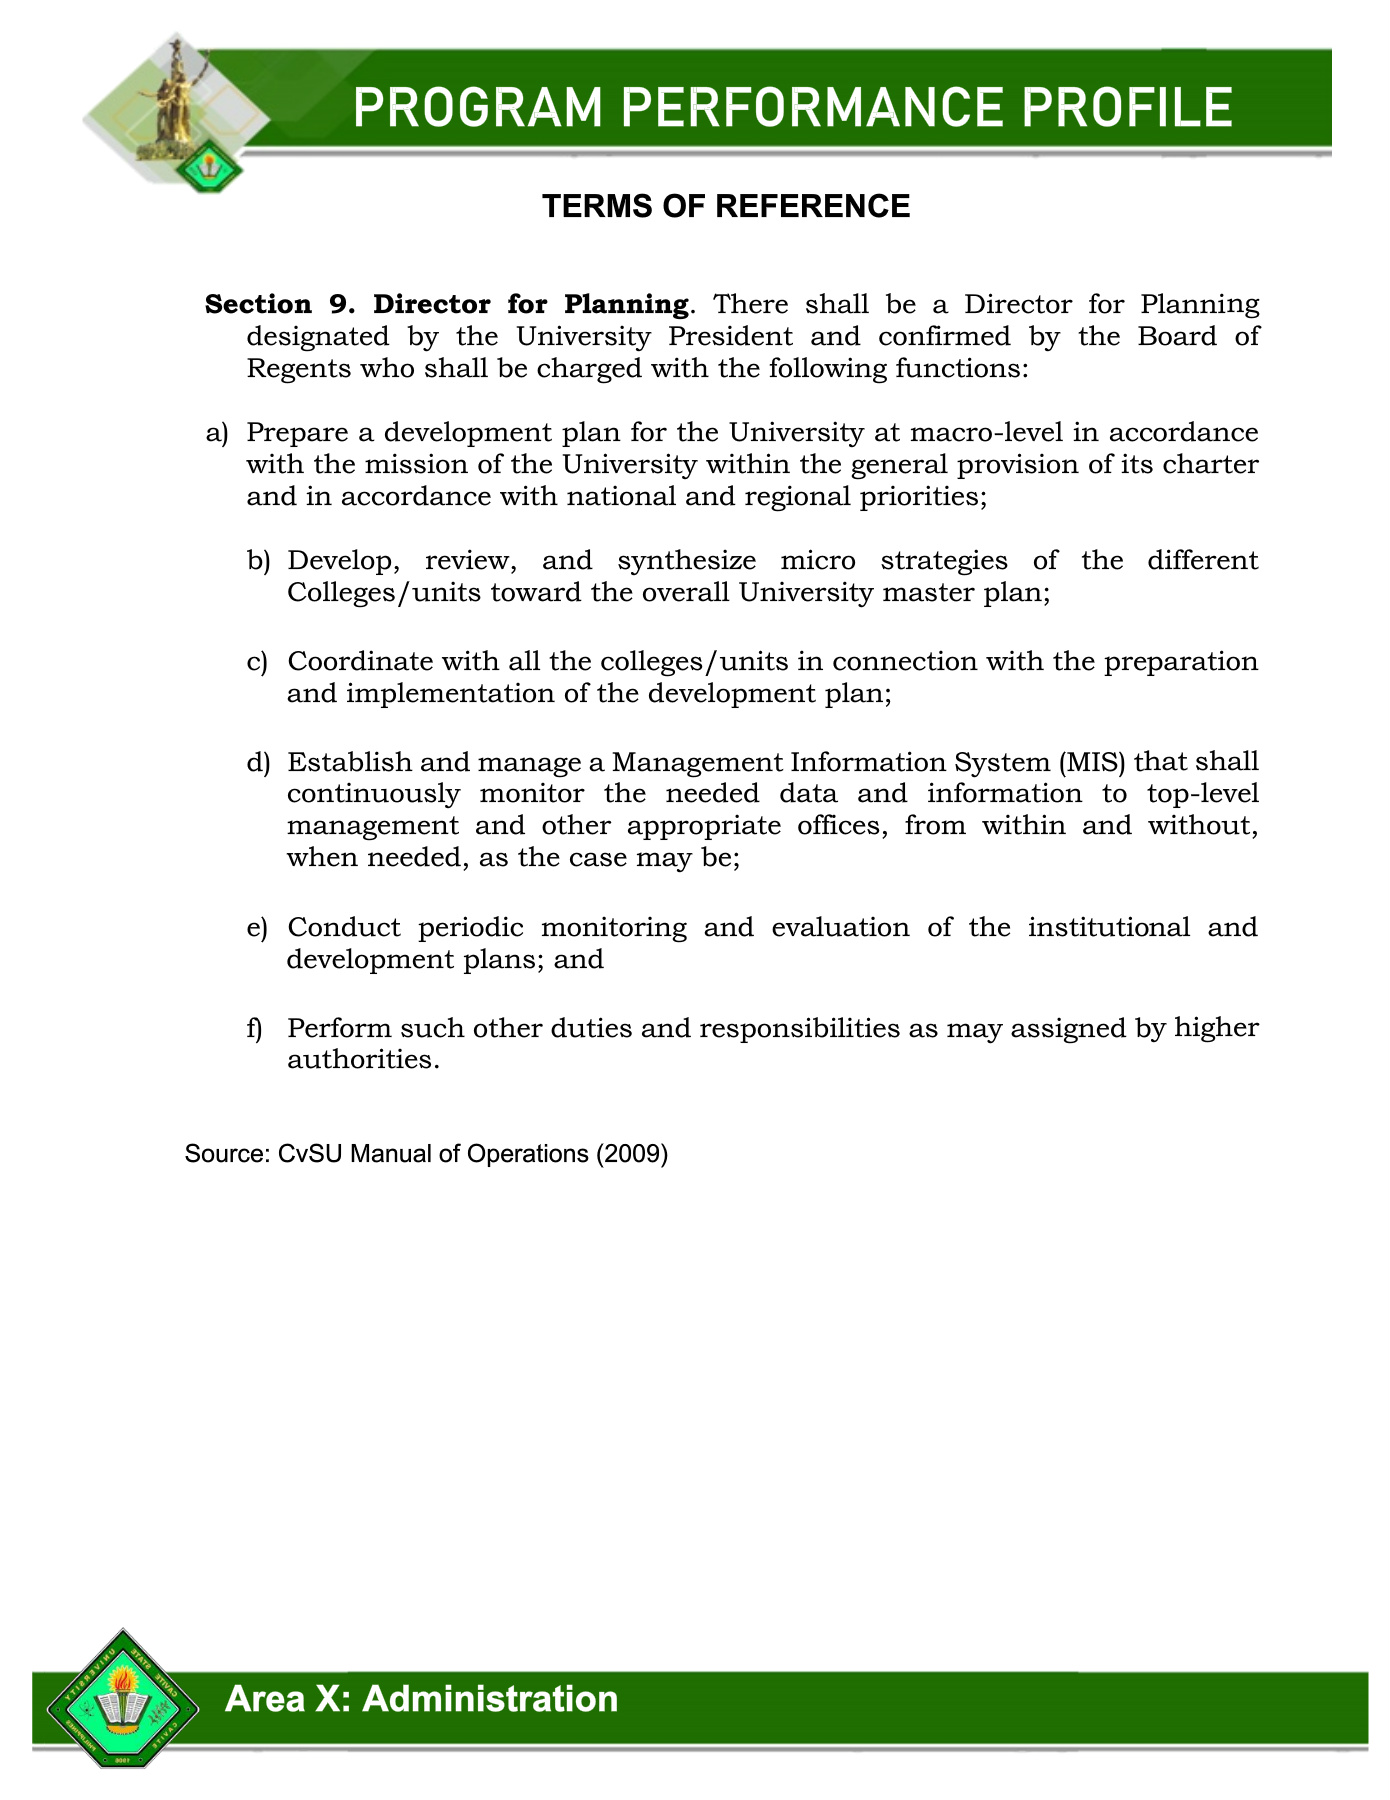 PROGRAM PERFORMANCE PROFILE
TERMS OF REFERENCE
Section 9. Director for Planning. There shall be a Director for Planning
designated by the University President and confirmed by the Board of
Regents who shall be charged with the following functions:
a) Prepare a development plan for the University at macro-level in accordance
with the mission of the University within the general provision of its charter
and in accordance with national and regional priorities;
b) Develop, review, and synthesize micro strategies of the different
Colleges/units toward the overall University master plan;
c) Coordinate with all the colleges/units in connection with the preparation
and implementation of the development plan;
d) Establish and manage a Management Information System (MIS) that shall
continuously monitor the needed data and information to top-level
management and other appropriate offices, from within and without,
when needed, as the case may be;
e) Conduct periodic monitoring and evaluation of the institutional and
development plans; and
f) Perform such other duties and responsibilities as may assigned by higher
authorities.
Source: CvSU Manual of Operations (2009)
CAVITE STATE UNIVERSITY
CAVITE
PHILIPPINES
Area X: Administration